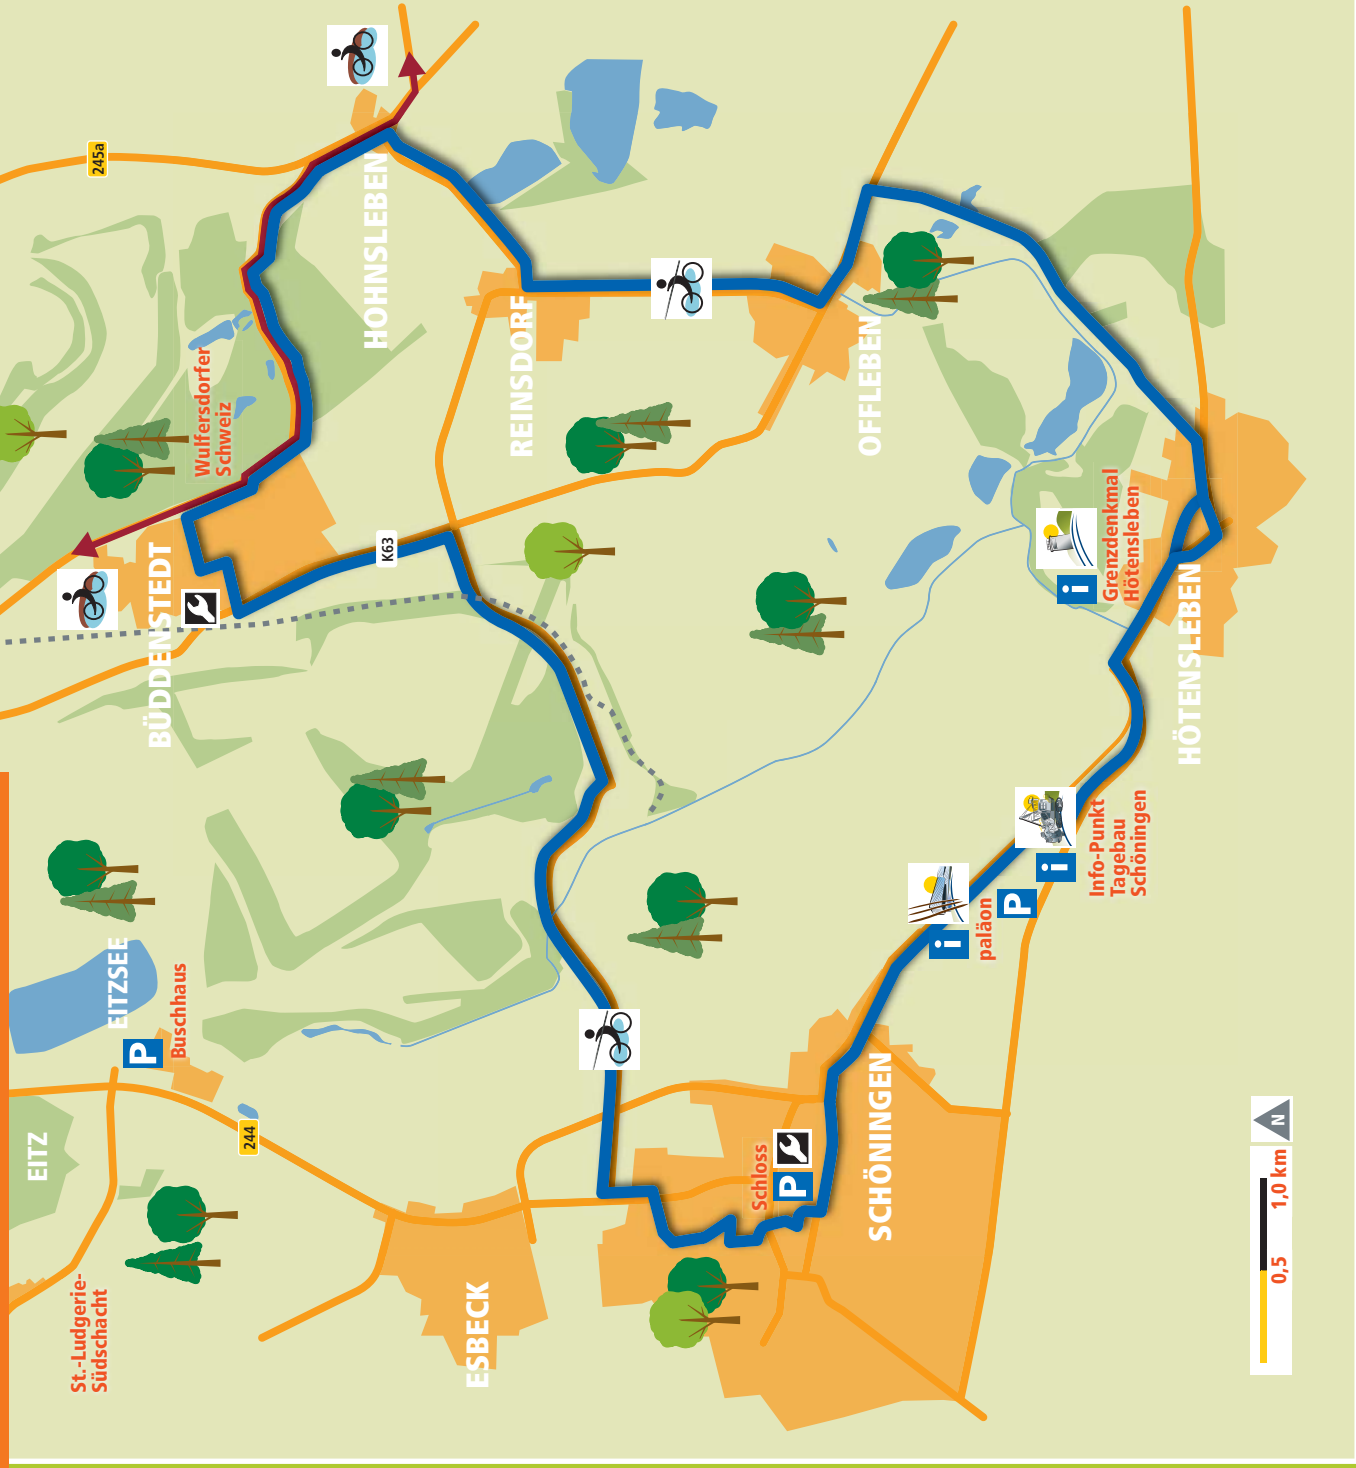 EITZ
St.-Ludgerie-
Südschacht
P
EITZSEE
Buschhaus
244
ESBECK
BÜDDENSTEDT
Wulfersdorfer
Schweiz
245a
K63
HOHNSLEBEN
REINSDORF
OFFLEBEN
Schloss
P
SCHÖNINGEN
i
paläon
P
i
Info-Punkt
Tagebau
Schöningen
i
Grenzdenkmal
Hötensleben
HÖTENSLEBEN
0,5 1,0 km
N